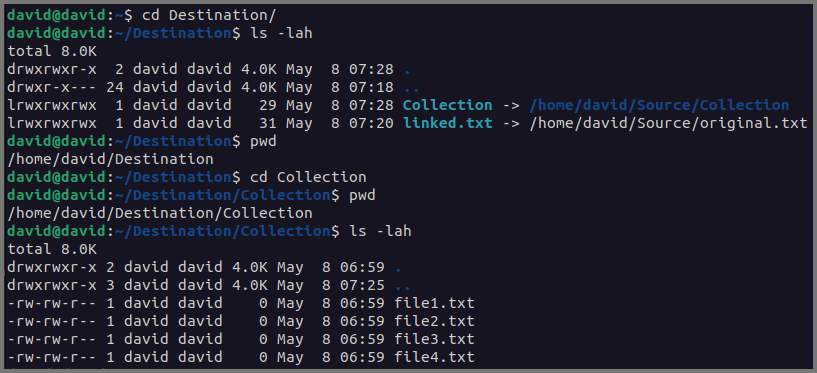 david@david:~$ cd Destination/
david@david:~/Destination$ ls -lah
total 8.0K
drwxrwxr-x  2 david david 4.0K May  8 07:28 .
drwxr-x--- 24 david david 4.0K May  8 07:18 ..
lrwxrwxrwx  1 david david   29 May  8 07:28 Collection -> /home/david/Source/Collection
lrwxrwxrwx  1 david david   31 May  8 07:20 linked.txt -> /home/david/Source/original.txt
david@david:~/Destination$ pwd
/home/david/Destination
david@david:~/Destination$ cd Collection
david@david:~/Destination/Collection$ pwd
/home/david/Destination/Collection
david@david:~/Destination/Collection$ ls -lah
total 8.0K
drwxrwxr-x 2 david david 4.0K May  8 06:59 .
drwxrwxr-x 3 david david 4.0K May  8 07:25 ..
-rw-rw-r-- 1 david david    0 May  8 06:59 file1.txt
-rw-rw-r-- 1 david david    0 May  8 06:59 file2.txt
-rw-rw-r-- 1 david david    0 May  8 06:59 file3.txt
-rw-rw-r-- 1 david david    0 May  8 06:59 file4.txt